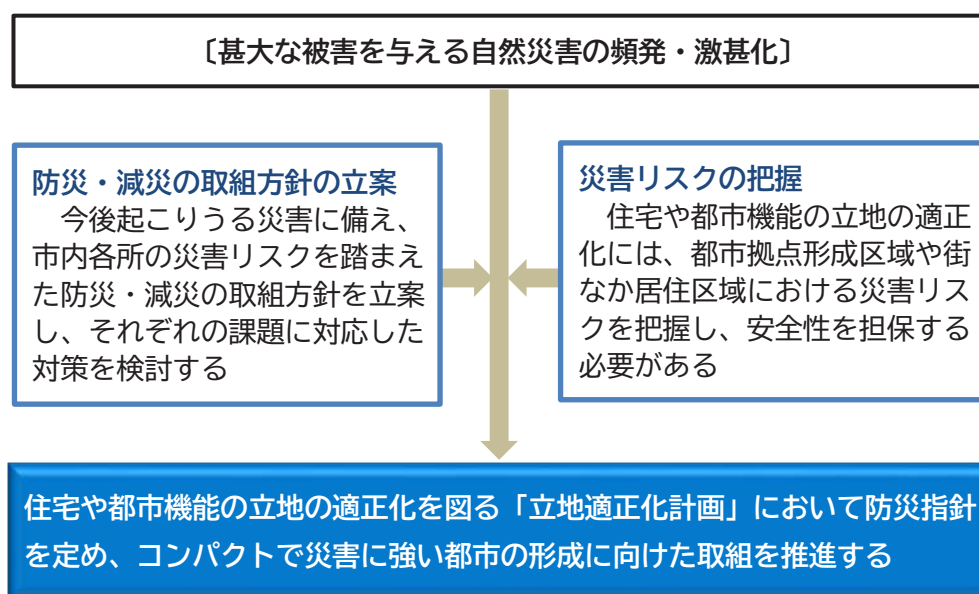 〔甚大な被害を与える自然災害の頻発・激甚化〕
防災・減災の取組方針の立案
今後起こりうる災害に備え、
市内各所の災害リスクを踏まえ
た防災・減災の取組方針を立案
し、それぞれの課題に対応した
対策を検討する
災害リスクの把握
住宅や都市機能の立地の適正
化には、都市拠点形成区域や街
なか居住区域における災害リス
クを把握し、安全性を担保する
必要がある
住宅や都市機能の立地の適正化を図る「立地適正化計画」において防災指針
を定め、コンパクトで災害に強い都市の形成に向けた取組を推進する